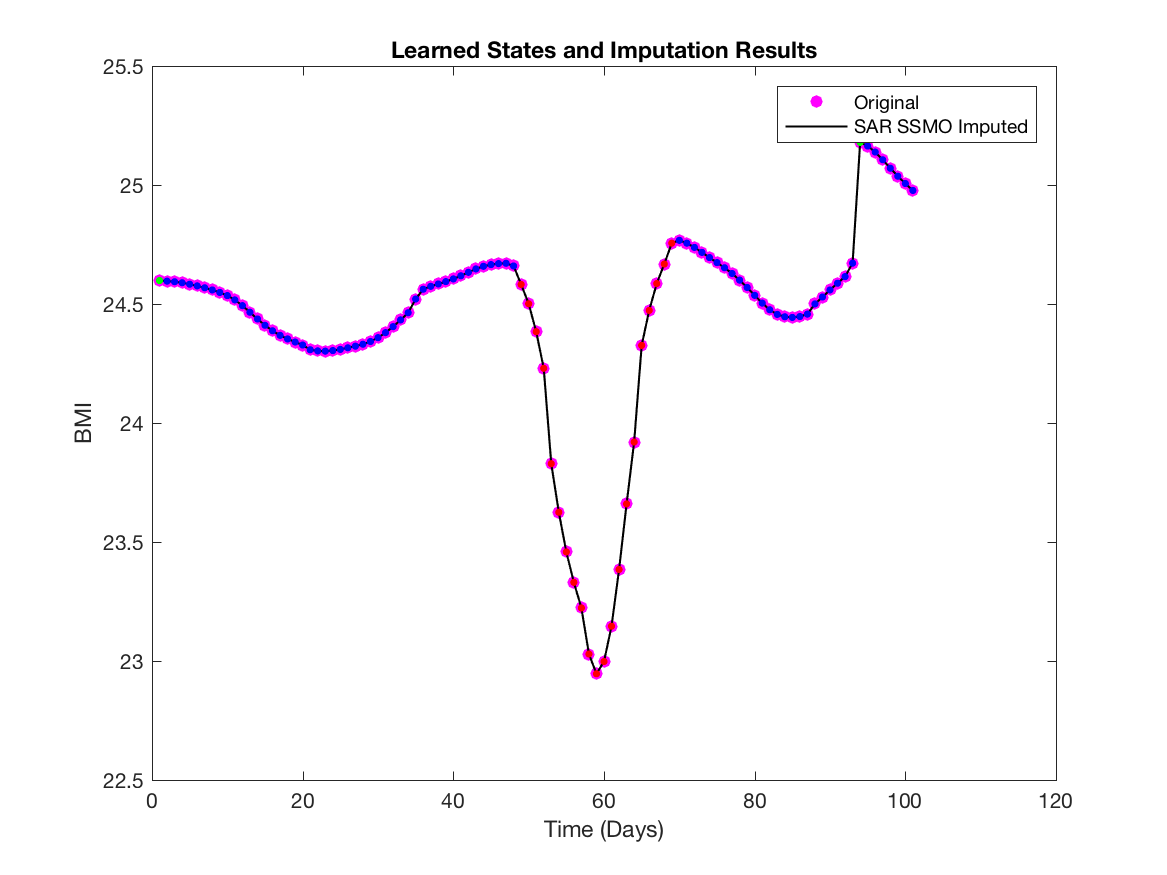 Learned States and Imputation Results
25.5
Original
SAR SSMO Imputed
25
24.5
24
BMI
23.5
23
22.5
0 20 40 60 80 100 120
Time (Days)